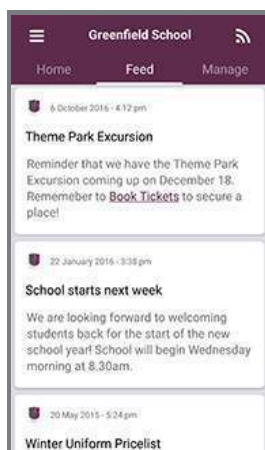 Greenfield School
Home Feed Manage
6 October 2016 - 4:12 pm
Theme Park Excursion
Reminder that we have the Theme Park
Excursion coming up on December 18.
Rememeber to Book Tickets to secure a
place!
22 January 2016 - 3:38 pm
School starts next week
We are looking forward to welcoming
students back for the start of the new
school year! School will begin Wednesday
morning at 8.30am.
20 May 2015 - 5:24 pm
Winter Uniform Pricelist